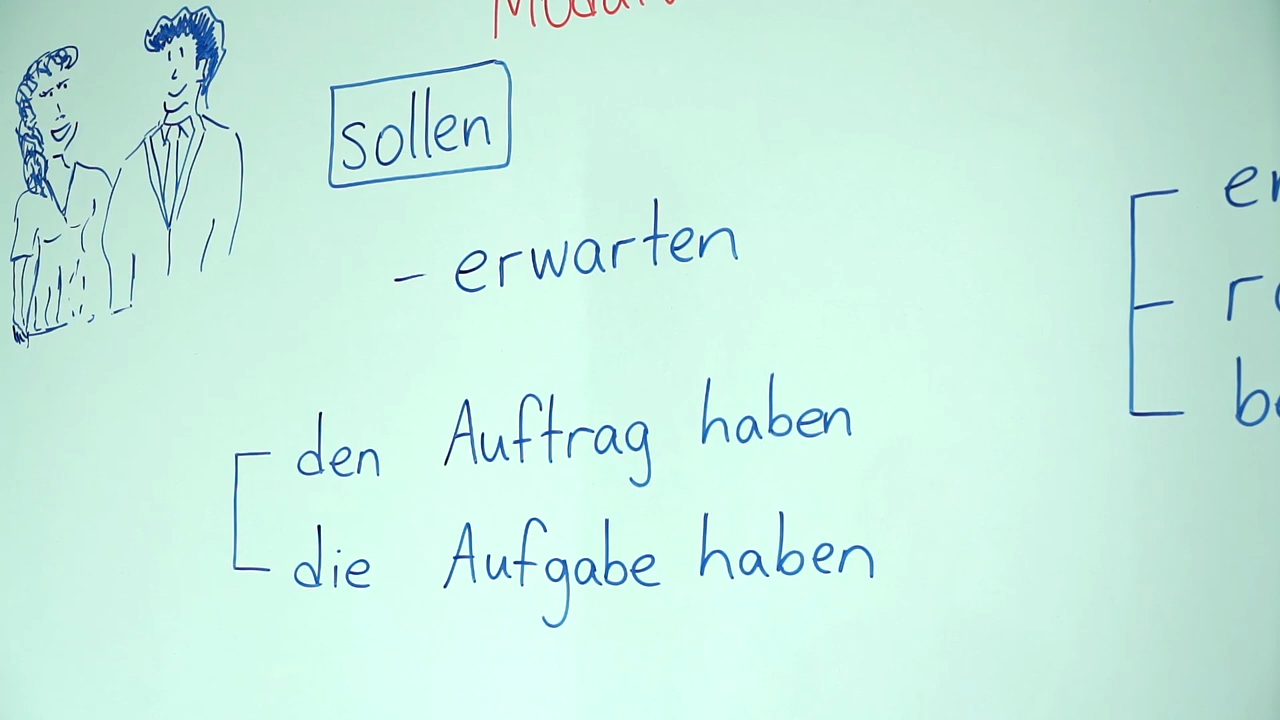 sollen
- erwarten
den Auftrag haben
die Aufgabe haben